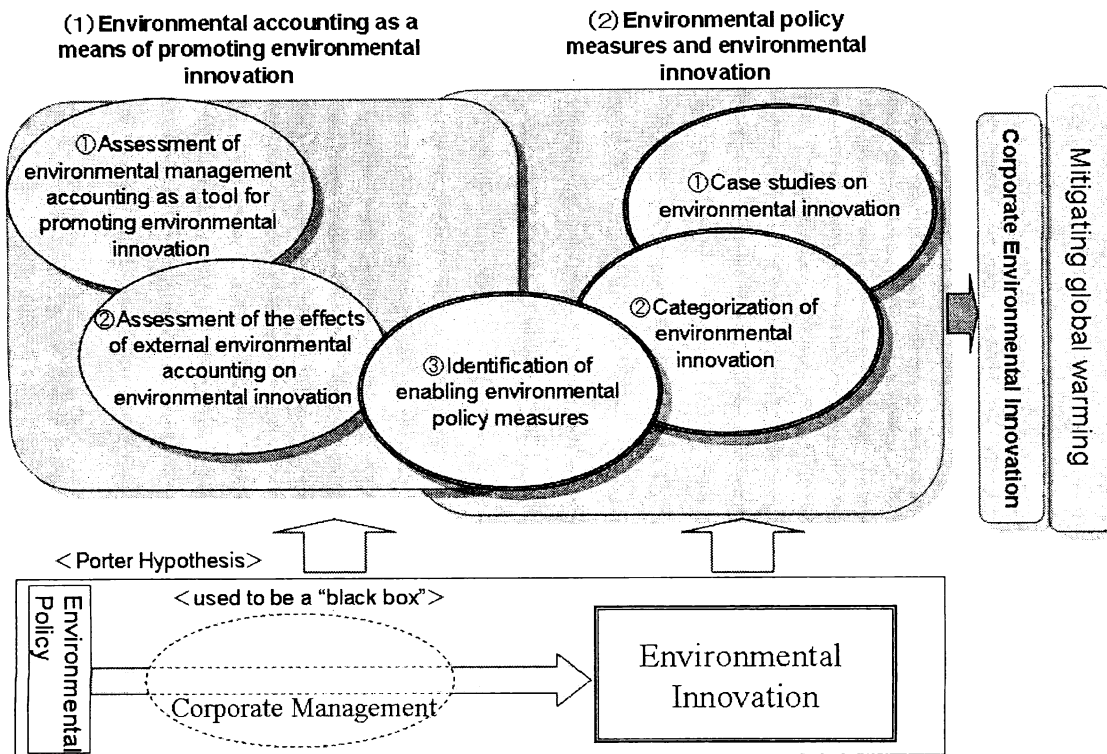 (1) Environmental accounting as a
means of promoting environmental
innovation
(2) Environmental policy
measures and environmental
innovation
①Assessment of
environmental management
accounting as a tool for
promoting environmental
innovation
②Assessment of the effects
of external environmental
accounting on
environmental innovation
③Identification of
enabling environmental
policy measures
①Case studies on
environmental innovation
②Categorization of
environmental
innovation
Corporate Environmental Innovation
Mitigating global warming
<Porter Hypothesis>
<used to be a “black box”>
Environmental
Policy
Corporate Management
Environmental
Innovation